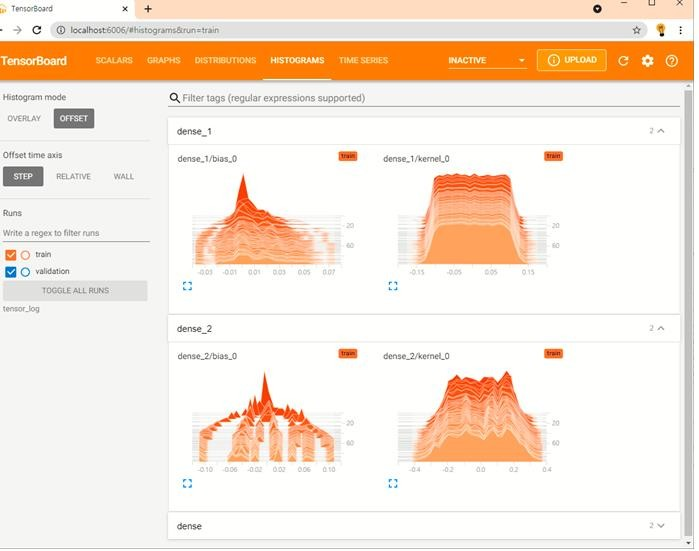 TensorBoard
localhost:6006/#histograms&run=train
TensorBoard SCALARS GRAPHS DISTRIBUTIONS HISTOGRAMS TIME SERIES INACTIVE UPLOAD
Histogram mode
OVERLAY OFFSET
Offset time axis
STEP RELATIVE WALL
Runs
Write a regex to filter runs
train
validation
TOGGLE ALL RUNS
tensor_log
Filter tags (regular expressions supported)
dense_1 2
dense_1/bias_0 train
20
60
-0.03 -0.01 0.01 0.03 0.05 0.07
dense_1/kernel_0 train
20
60
-0.15 -0.05 0.05 0.15
dense_2 2
dense_2/bias_0 train
20
60
-0.10 -0.06 -0.02 0.02 0.06 0.10
dense_2/kernel_0 train
20
60
-0.4 -0.2 0.0 0.2 0.4
dense 2